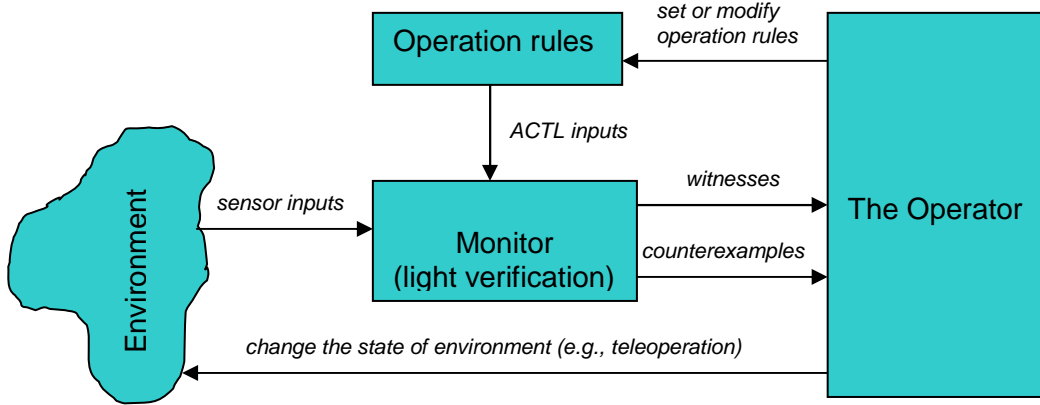 Operation rules
set or modify
operation rules
ACTL inputs
Environment
sensor inputs
Monitor
(light verification)
witnesses
counterexamples
The Operator
change the state of environment (e.g., teleoperation)